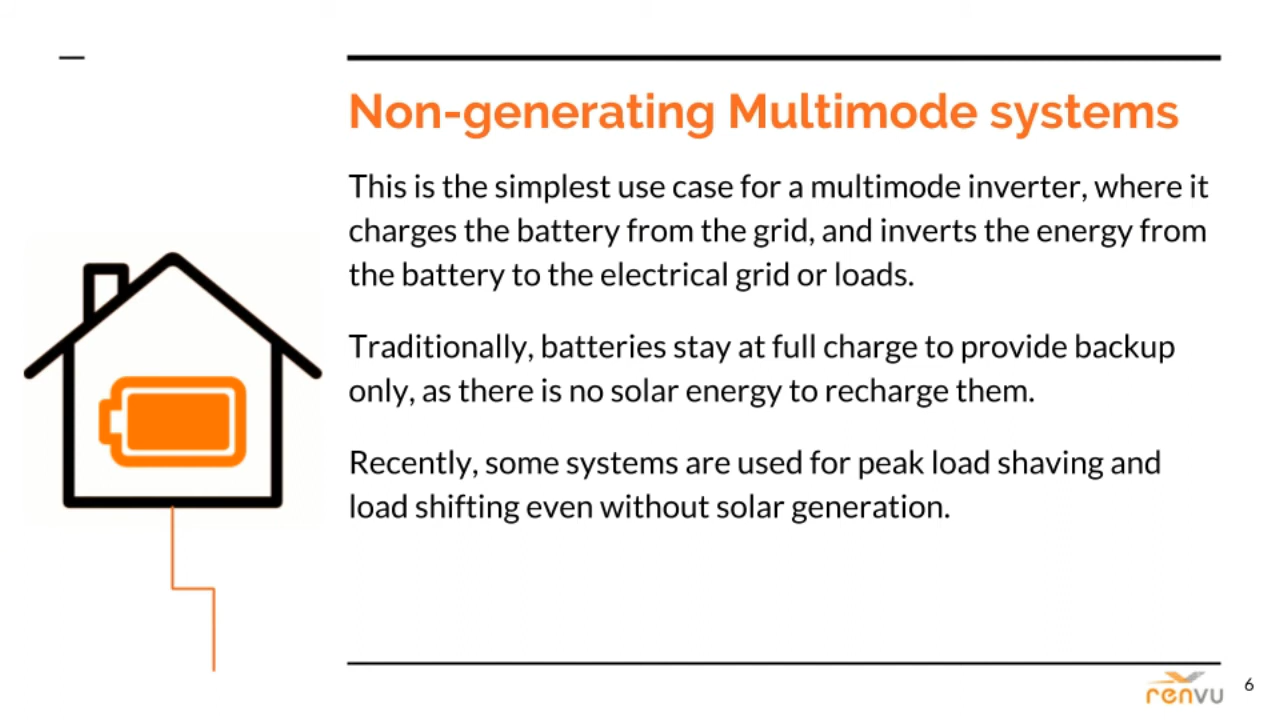 Non-generating Multimode systems
This is the simplest use case for a multimode inverter, where it
charges the battery from the grid, and inverts the energy from
the battery to the electrical grid or loads.
Traditionally, batteries stay at full charge to provide backup
only, as there is no solar energy to recharge them.
Recently, some systems are used for peak load shaving and
load shifting even without solar generation.
renvu
6